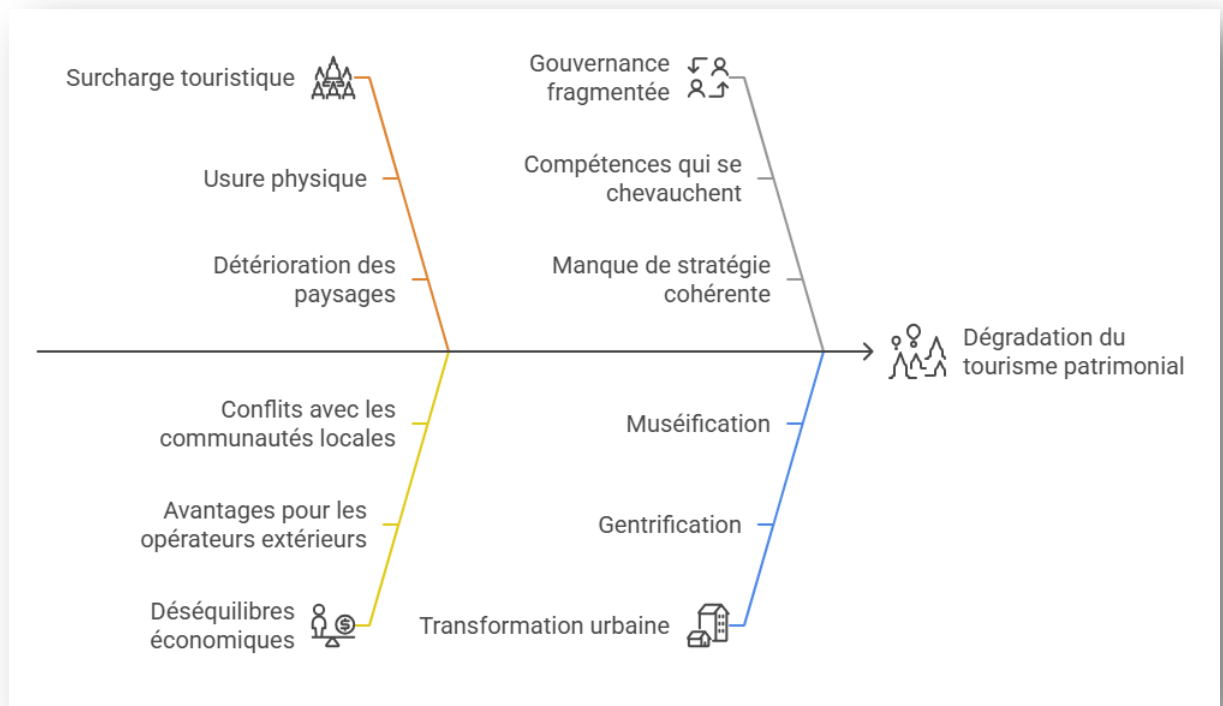 Surcharge touristique
Usure physique
Détérioration des
paysages
Gouvernance
fragmentée
Compétences qui se
chevauchent
Manque de stratégie
cohérente
Dégradation du
tourisme patrimonial
Conflits avec les
communautés locales
Avantages pour les
opérateurs extérieurs
Déséquilibres
économiques
$
Muséification
Gentrification
Transformation urbaine